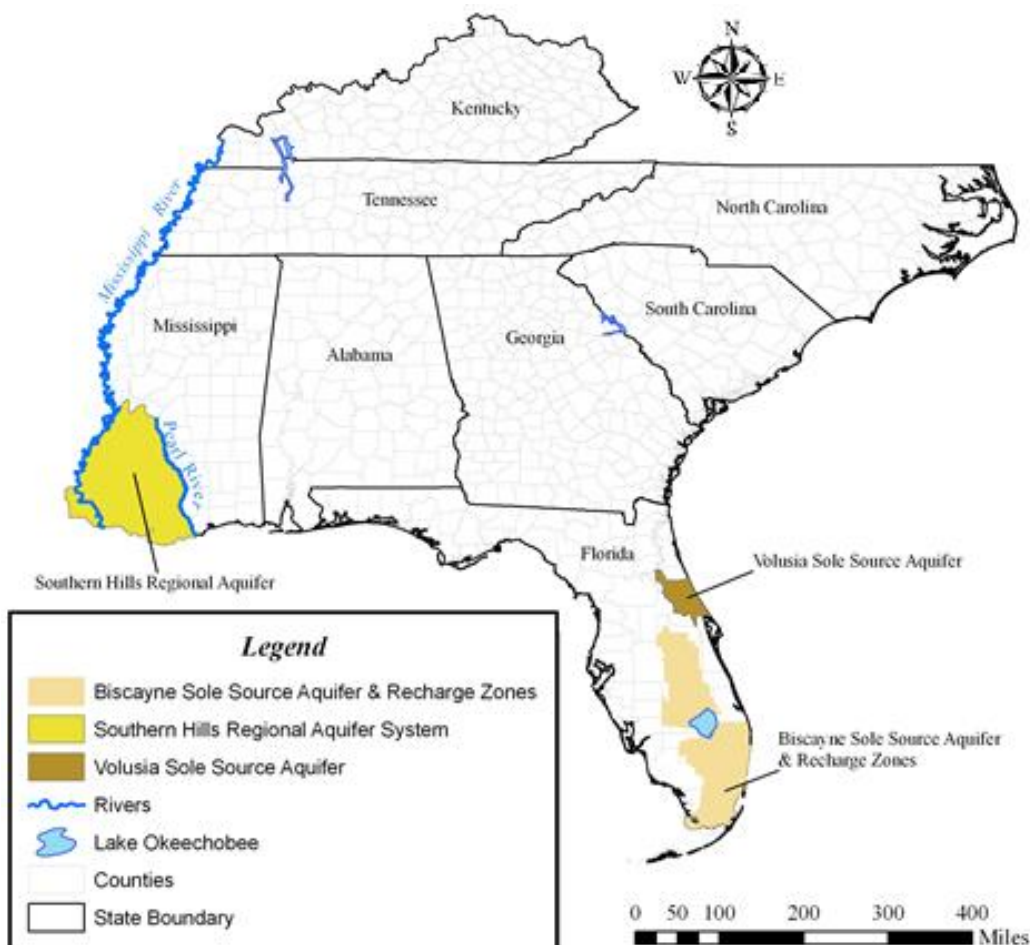 N
W E
S
Kentucky
Mississippi River
Tennessee
North Carolina
Mississippi
Alabama
Georgia
South Carolina
Pearl River
Florida
Volusia Sole Source Aquifer
Southern Hills Regional Aquifer
Biscayne Sole Source Aquifer
& Recharge Zones
Legend
Biscayne Sole Source Aquifer & Recharge Zones
Southern Hills Regional Aquifer System
Volusia Sole Source Aquifer
Rivers
Lake Okeechobee
Counties
State Boundary
0 50 100 200 300 400
Miles